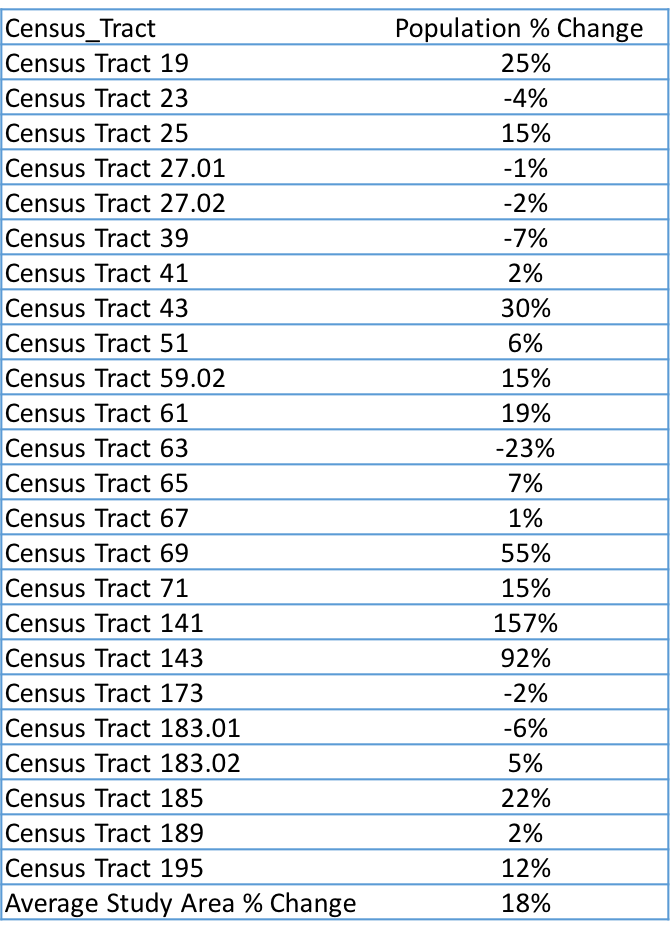 Census_Tract Population % Change
Census Tract 19 25%
Census Tract 23 -4%
Census Tract 25 15%
Census Tract 27.01 -1%
Census Tract 27.02 -2%
Census Tract 39 -7%
Census Tract 41 2%
Census Tract 43 30%
Census Tract 51 6%
Census Tract 59.02 15%
Census Tract 61 19%
Census Tract 63 -23%
Census Tract 65 7%
Census Tract 67 1%
Census Tract 69 55%
Census Tract 71 15%
Census Tract 141 157%
Census Tract 143 92%
Census Tract 173 -2%
Census Tract 183.01 -6%
Census Tract 183.02 5%
Census Tract 185 22%
Census Tract 189 2%
Census Tract 195 12%
Average Study Area % Change 18%